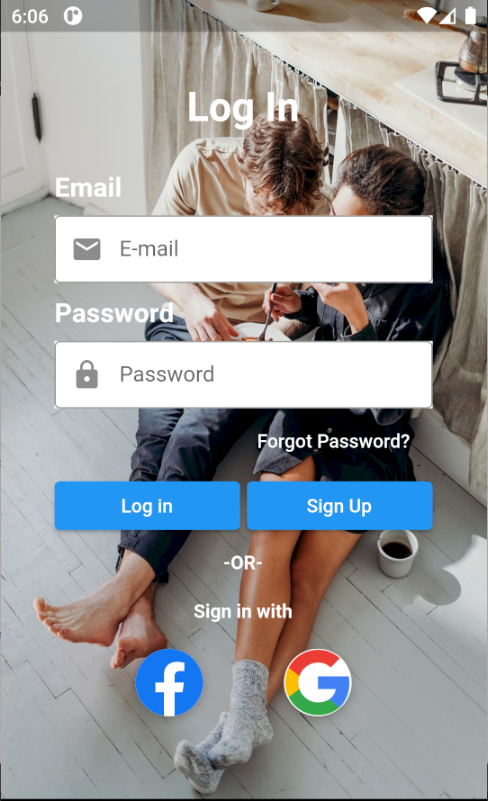 6:06
Log In
Email
E-mail
Password
Password
Forgot Password?
Log in Sign Up
-OR-
Sign in with